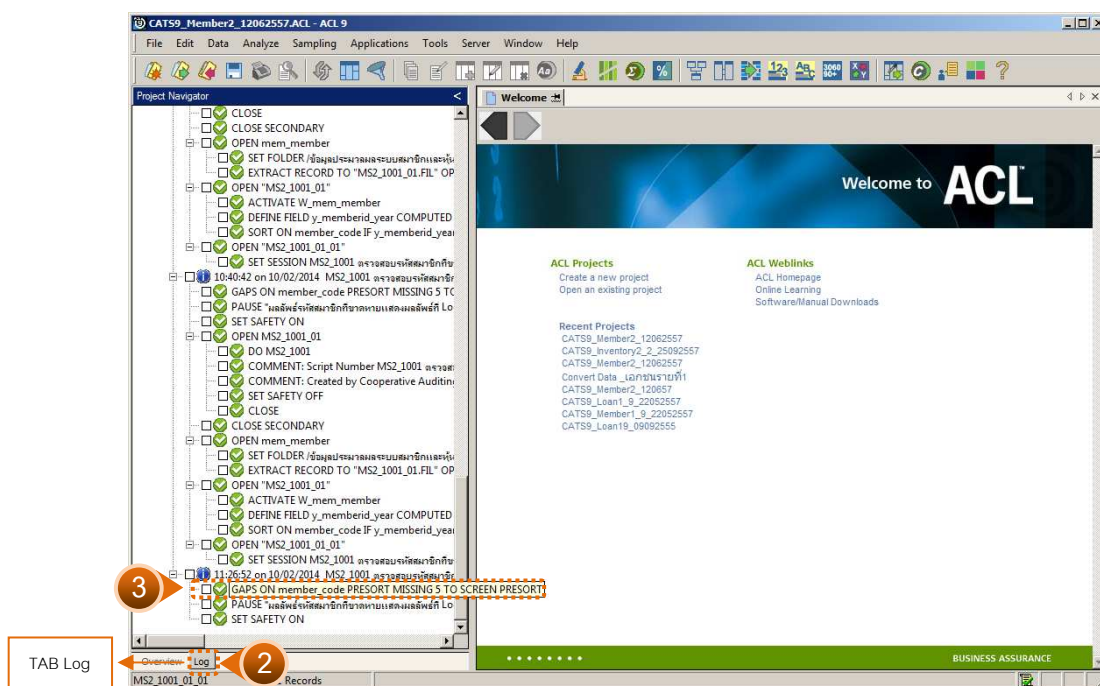 CATS9_Member2_12062557.ACL - ACL 9
File Edit Data Analyze Sampling Applications Tools Server Window Help
Project Navigator
Welcome
CLOSE
CLOSE SECONDARY
OPEN mem_member
SET FOLDER /ข้อมูลประมวลผลระบบสมาชิกและหุ้น
EXTRACT RECORD TO "MS2_1001_01.FIL" OP
OPEN "MS2_1001_01"
ACTIVATE W_mem_member
DEFINE FIELD y_memberid_year COMPUTED
SORT ON member_code IF y_memberid_year
OPEN "MS2_1001_01_01"
SET SESSION MS2_1001 ตรวจสอบรหัสสมาชิกที่ข
10:40:42 on 10/02/2014 MS2_1001 ตรวจสอบรหัสสมาชิก
GAPS ON member_code PRESORT MISSING 5 TO
PAUSE "ผลลัพธ์รหัสสมาชิกที่ขาดหายแสดงผลลัพธ์ที่ Lo
SET SAFETY ON
OPEN MS2_1001_01
DO MS2_1001
COMMENT: Script Number MS2_1001 ตรวจส
COMMENT: Created by Cooperative Auditin
SET SAFETY OFF
CLOSE
CLOSE SECONDARY
OPEN mem_member
SET FOLDER /ข้อมูลประมวลผลระบบสมาชิกและหุ้น
EXTRACT RECORD TO "MS2_1001_01.FIL" OP
OPEN "MS2_1001_01"
ACTIVATE W_mem_member
DEFINE FIELD y_memberid_year COMPUTED
SORT ON member_code IF y_memberid_year
OPEN "MS2_1001_01_01"
SET SESSION MS2_1001 ตรวจสอบรหัสสมาชิกที่ข
11:26:52 on 10/02/2014 MS2_1001 ตรวจสอบรหัสสมาชิก
3
GAPS ON member_code PRESORT MISSING 5 TO SCREEN PRESORT
PAUSE "ผลลัพธ์รหัสสมาชิกที่ขาดหายแสดงผลลัพธ์ที่ Lo
SET SAFETY ON
TAB Log
Overview
Log
2
MS2_1001_01_01
Records
Welcome to ACL
ACL Projects
Create a new project
Open an existing project
ACL Weblinks
ACL Homepage
Online Learning
Software/Manual Downloads
Recent Projects
CATS9_Member2_12062557
CATS9_Inventory2_2_25092557
CATS9_Member2_12062557
Convert Data _เอกชนรายที่1
CATS9_Member2_120657
CATS9_Loan1_9_22052557
CATS9_Member1_9_22052557
CATS9_Loan19_09092555
BUSINESS ASSURANCE